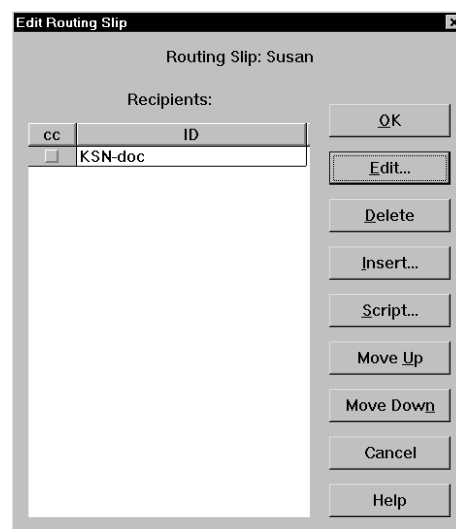 Edit Routing Slip
Routing Slip: Susan
Recipients:
cc ID
KSN-doc
OK
Edit...
Delete
Insert...
Script...
Move Up
Move Down
Cancel
Help